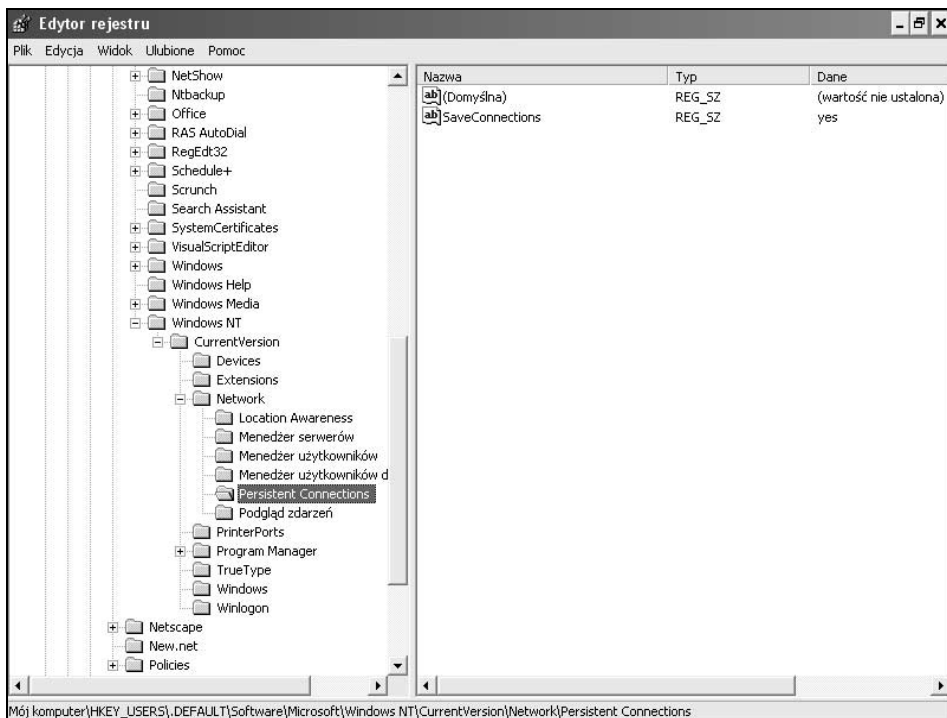 Edytor rejestru
Plik Edycja Widok Ulubione Pomoc
NetShow
Ntbackup
Office
RAS AutoDial
RegEdt32
Schedule+
Scrunch
Search Assistant
SystemCertificates
VisualScriptEditor
Windows
Windows Help
Windows Media
Windows NT
CurrentVersion
Devices
Extensions
Network
Location Awareness
Menedżer serwerów
Menedżer użytkowników
Menedżer użytkowników d
Persistent Connections
Podgląd zdarzeń
PrinterPorts
Program Manager
TrueType
Windows
Winlogon
Netscape
New.net
Policies
Nazwa Typ Dane
ab (Domyślna) REG_SZ (wartość nie ustalona)
ab SaveConnections REG_SZ yes
Mój komputer\HKEY_USERS\.DEFAULT\Software\Microsoft\Windows NT\CurrentVersion\Network\Persistent Connections